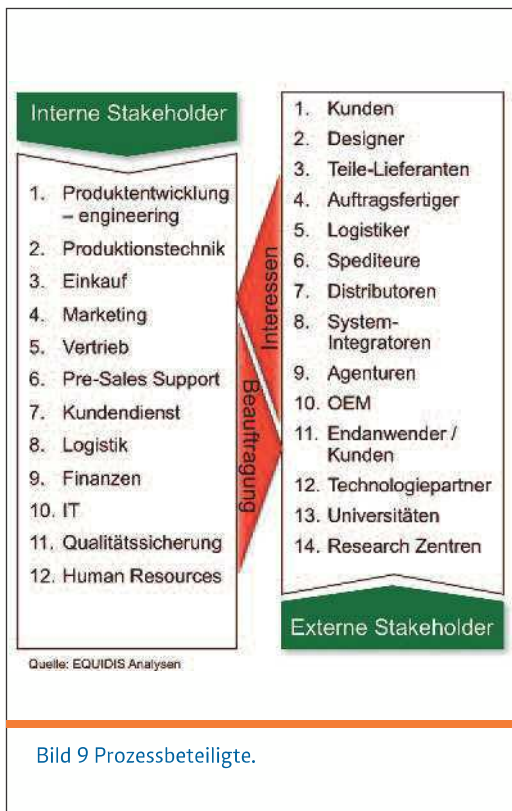 Interne Stakeholder
1. Produktentwicklung
– engineering
2. Produktionstechnik
3. Einkauf
4. Marketing
5. Vertrieb
6. Pre-Sales Support
7. Kundendienst
8. Logistik
9. Finanzen
10. IT
11. Qualitätssicherung
12. Human Resources
Interessen
Beauftragung
1. Kunden
2. Designer
3. Teile-Lieferanten
4. Auftragsfertiger
5. Logistiker
6. Spediteure
7. Distributoren
8. System-
Integratoren
9. Agenturen
10. OEM
11. Endanwender /
Kunden
12. Technologiepartner
13. Universitäten
14. Research Zentren
Externe Stakeholder
Quelle: EQUIDIS Analysen
Bild 9 Prozessbeteiligte.